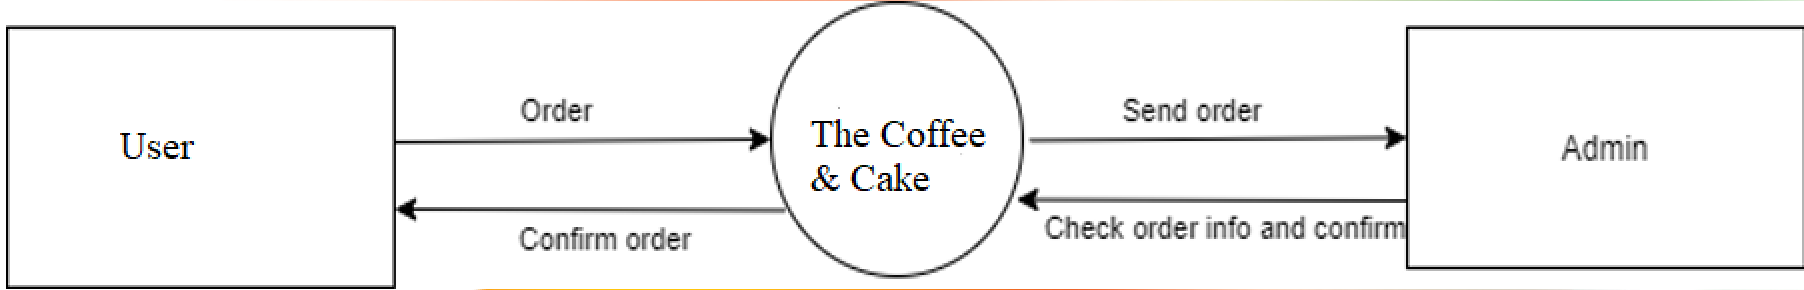 Order
Send order
User
The Coffee
& Cake
Admin
Confirm order
Check order info and confirm